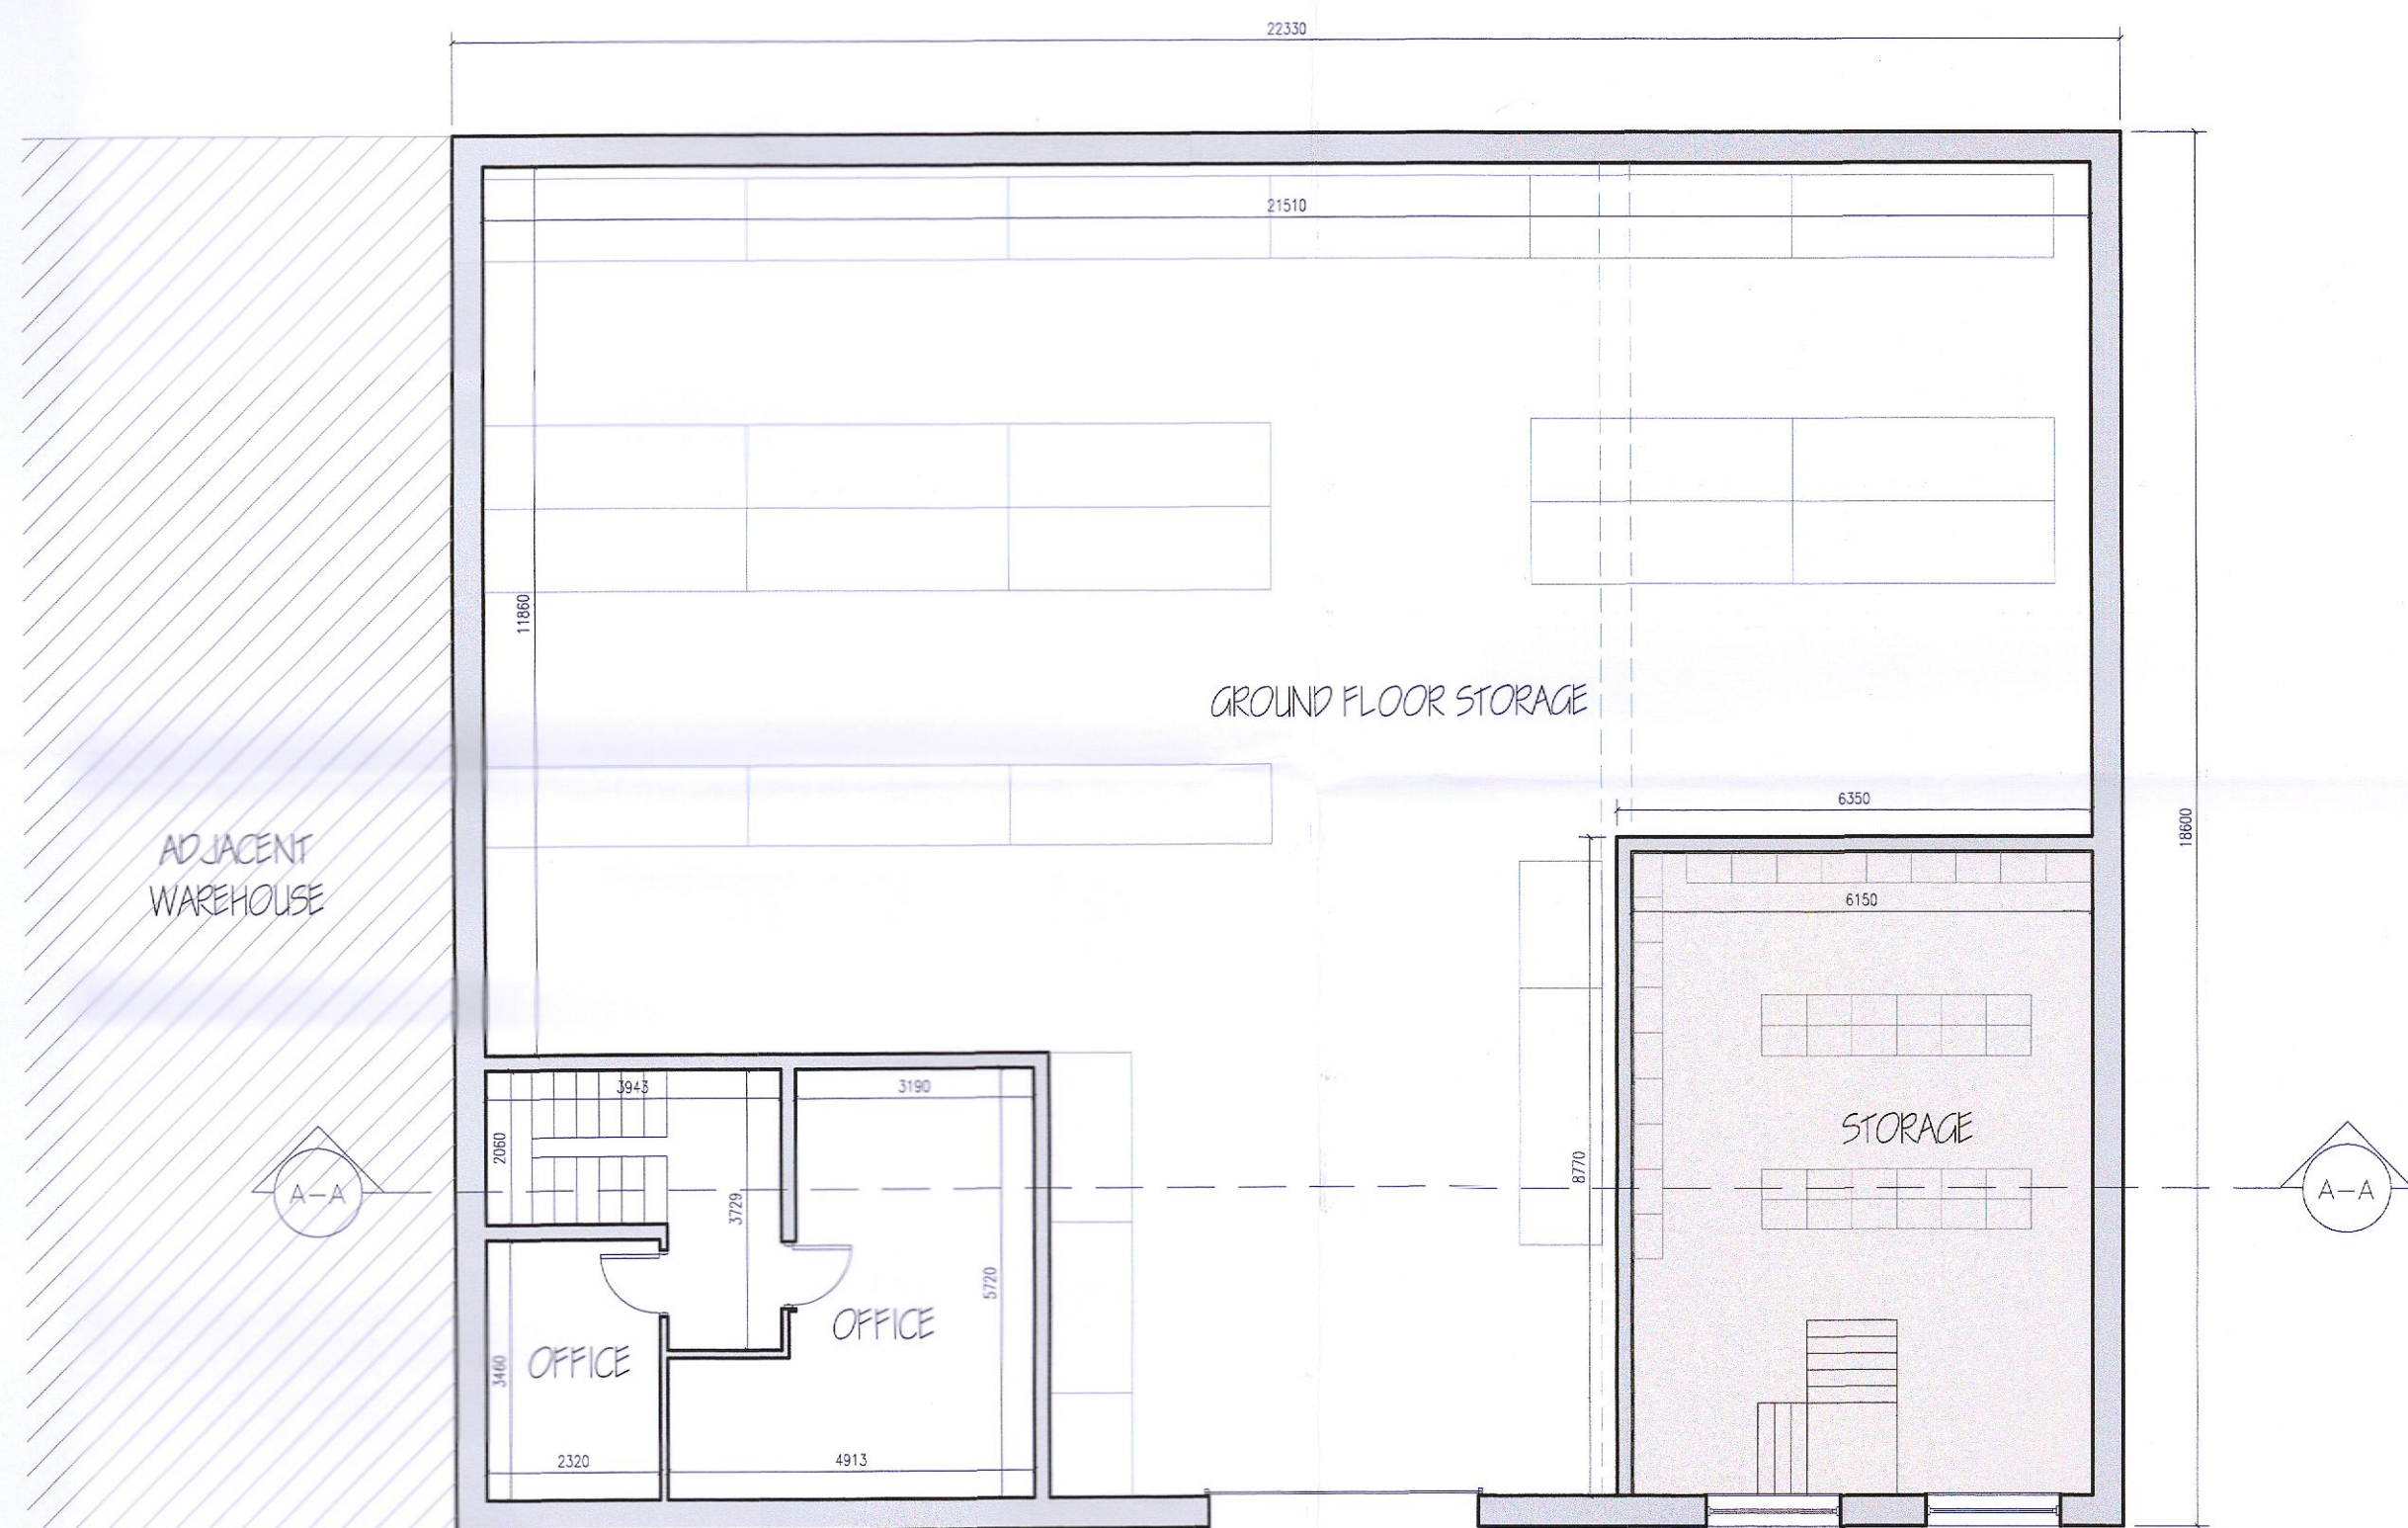 22330
21510
11860
GROUND FLOOR STORAGE
6350
18600
ADJACENT
WAREHOUSE
6150
3943
3190
2060
STORAGE
8770
A-A
A-A
3729
5720
OFFICE
OFFICE
3460
2320
4913